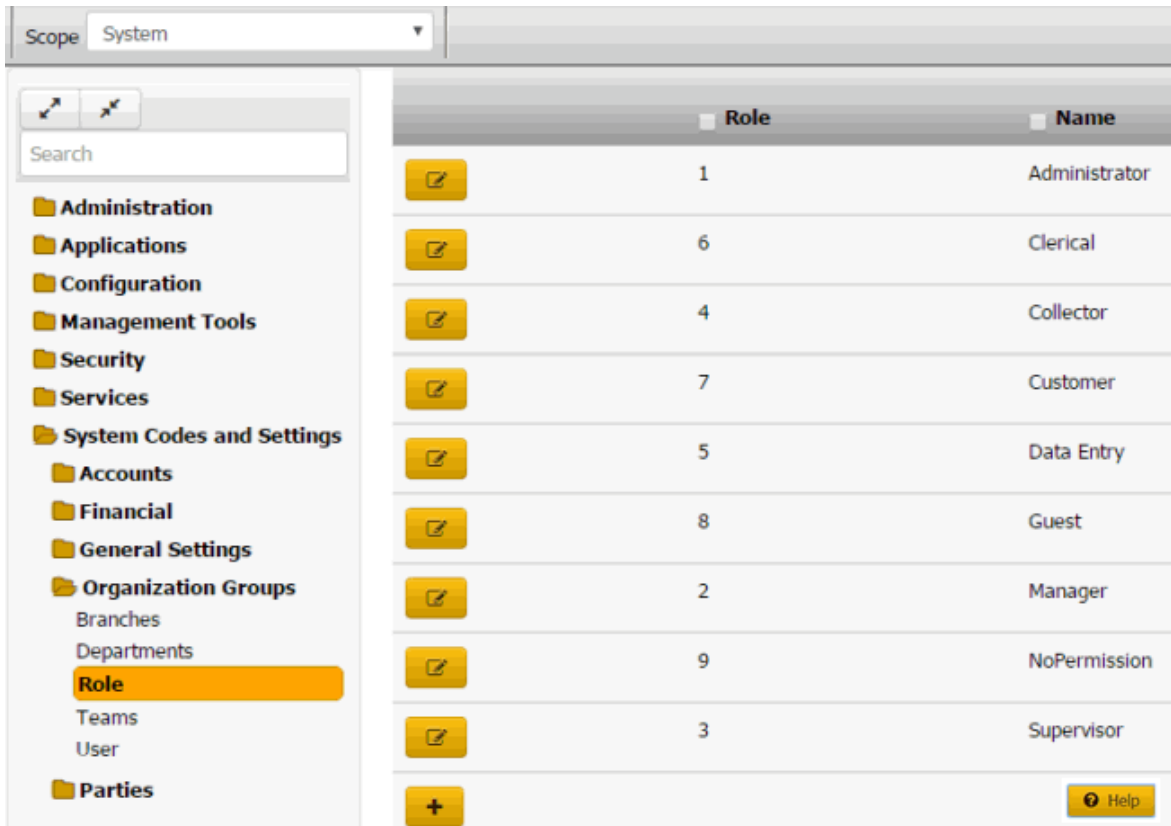 Scope System
Search
Administration
Applications
Configuration
Management Tools
Security
Services
System Codes and Settings
Accounts
Financial
General Settings
Organization Groups
Branches
Departments
Role
Teams
User
Parties
Role Name
1 Administrator
6 Clerical
4 Collector
7 Customer
5 Data Entry
8 Guest
2 Manager
9 NoPermission
3 Supervisor
Help